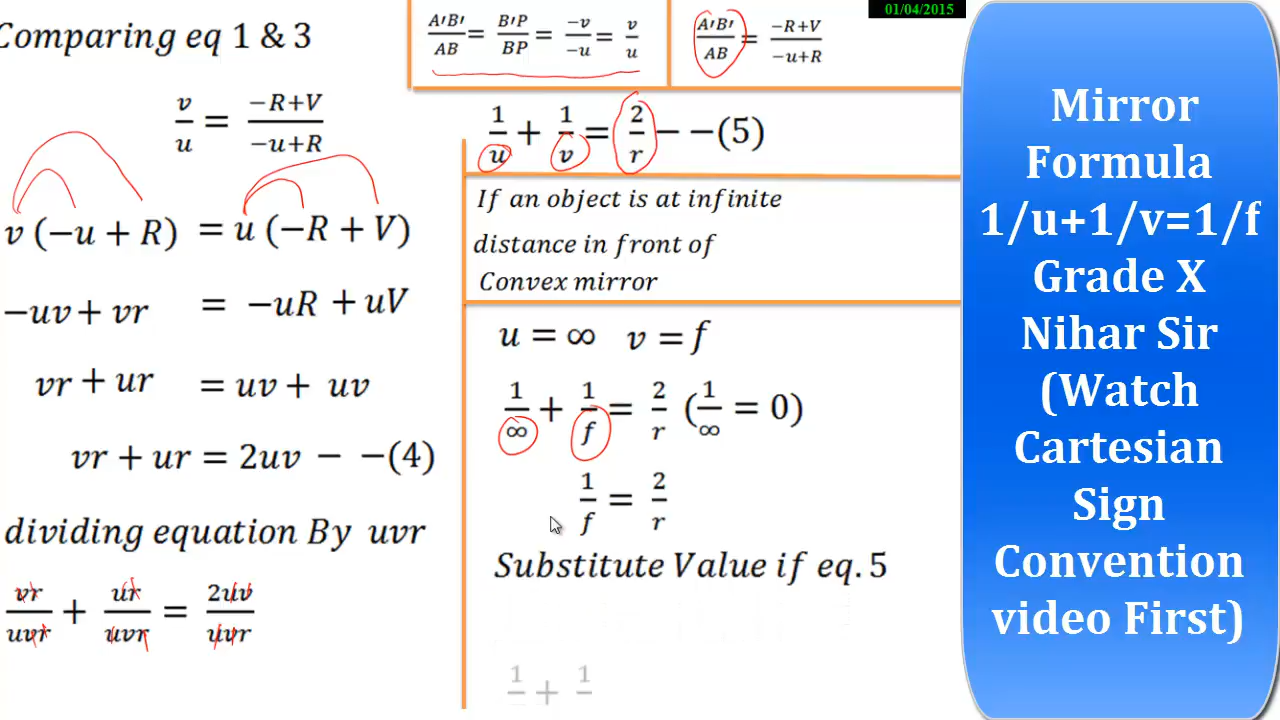 Comparing eq 1 & 3
v/u = −R+V/−u+R
v (−u + R) = u (−R + V)
−uv + vr = −uR + uV
vr + ur = uv + uv
vr + ur = 2uv − −(4)
dividing equation By uvr
vr/uvr + ur/uvr = 2uv/uvr
A′B′/AB = B′P/BP = −v/−u = v/u
A′B′/AB = −R+V/−u+R
1/u + 1/v = 2/r − −(5)
If an object is at infinite
distance in front of
Convex mirror
u = ∞ v = f
1/∞ + 1/f = 2/r (1/∞ = 0)
1/f = 2/r
Substitute Value if eq. 5
1/ + 1/
01/04/2015
Mirror
Formula
1/u+1/v=1/f
Grade X
Nihar Sir
(Watch
Cartesian
Sign
Convention
video First)